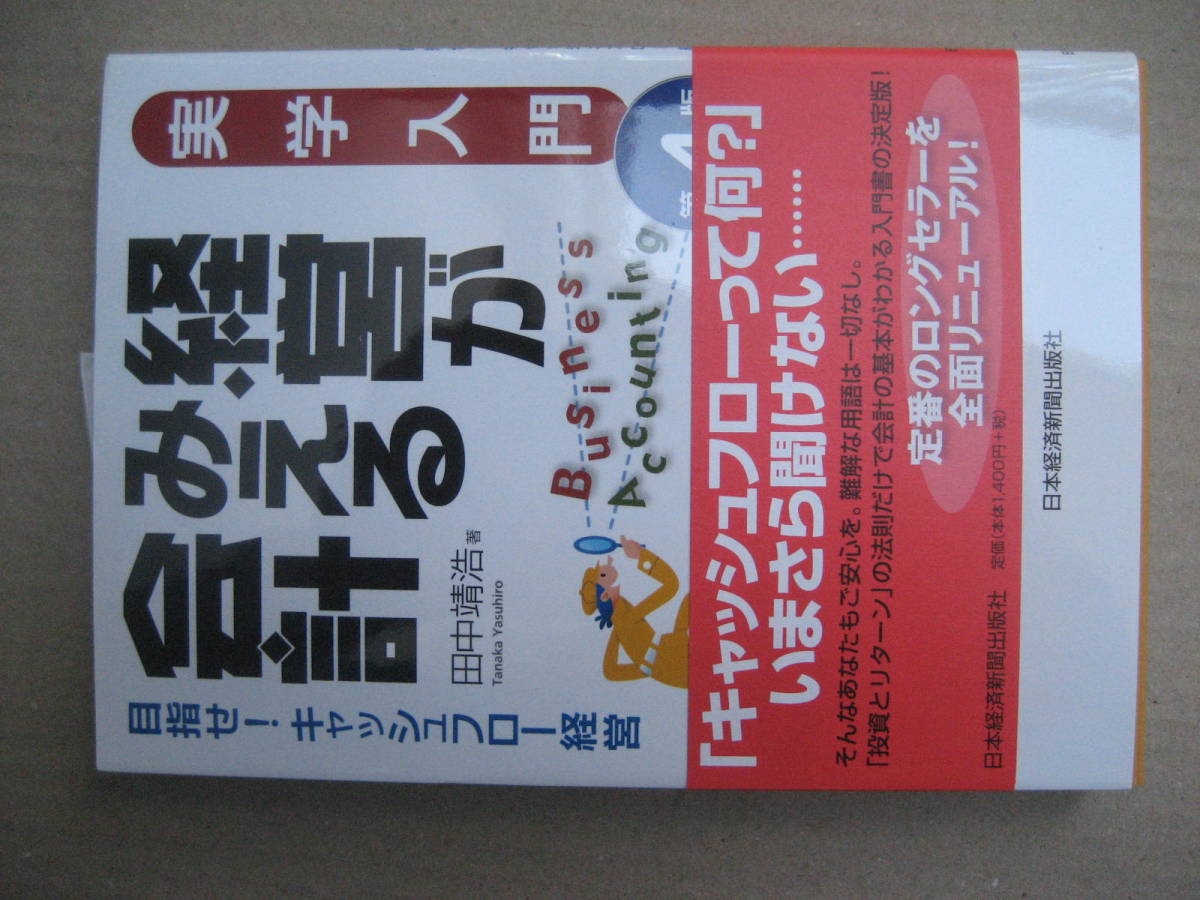 実学入門
第4版
経営が
みえる
会計
目指せ！キャッシュフロー経営
田中靖浩 著
Tanaka Yasuhiro
Business
Accounting
「キャッシュフローって何？」
いまさら聞けない……
そんなあなたもご安心を。難解な用語は一切なし。
「投資とリターン」の法則だけで会計の基本がわかる入門書の決定版！
定番のロングセラーを
全面リニューアル！
日本経済新聞出版社
定価（本体1,400円＋税）
日本経済新聞出版社